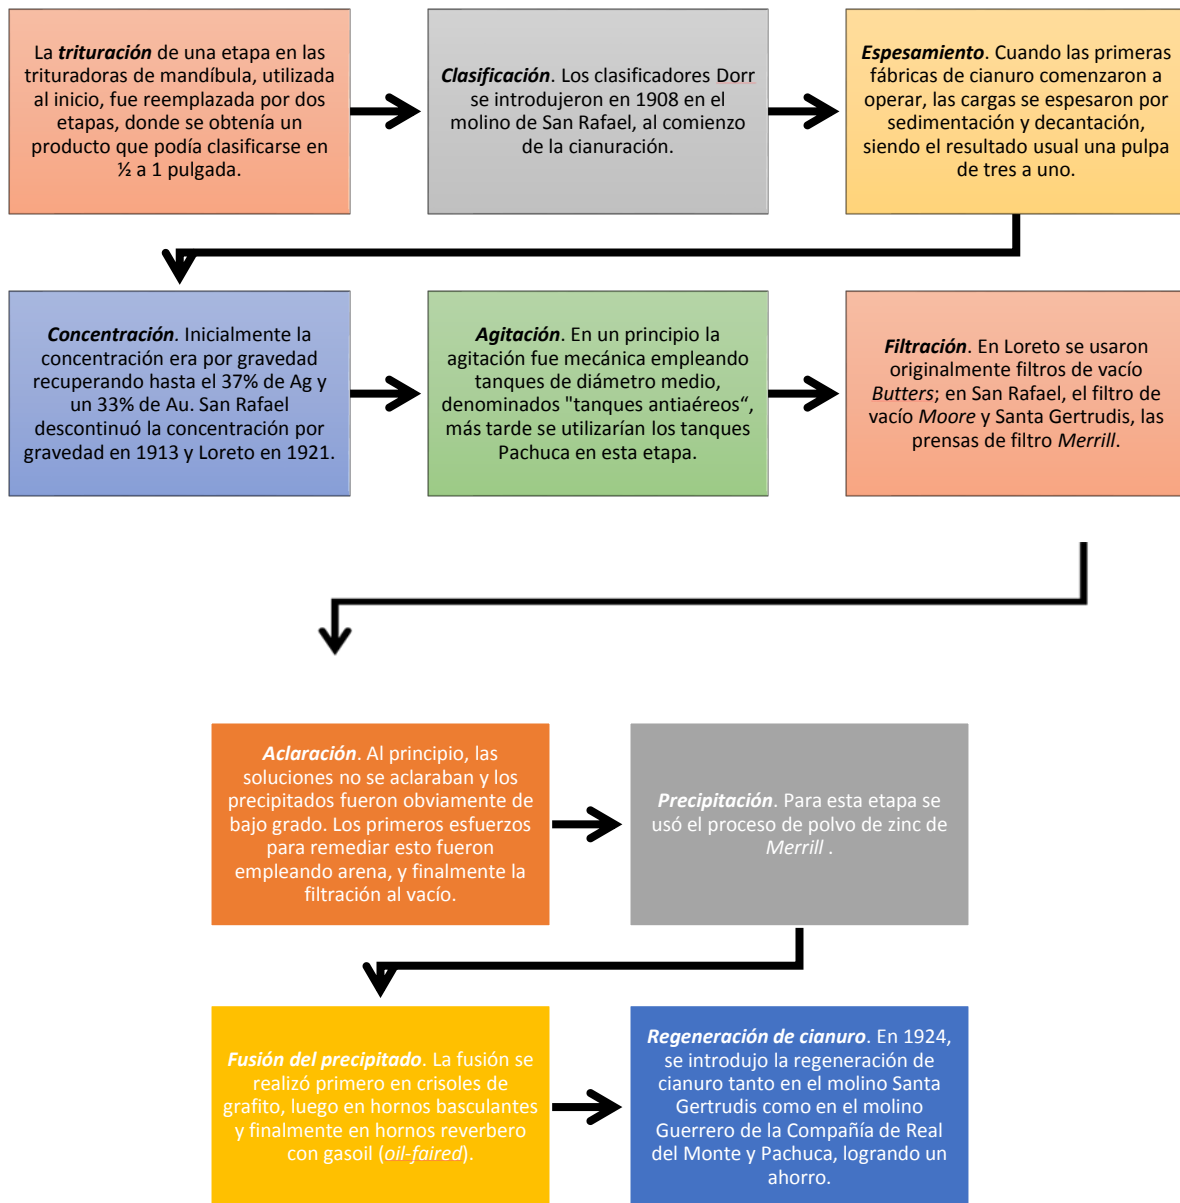 La trituración de una etapa en las
trituradoras de mandíbula, utilizada
al inicio, fue reemplazada por dos
etapas, donde se obtenía un
producto que podía clasificarse en
½ a 1 pulgada.
Clasificación. Los clasificadores Dorr
se introdujeron en 1908 en el
molino de San Rafael, al comienzo
de la cianuración.
Espesamiento. Cuando las primeras
fábricas de cianuro comenzaron a
operar, las cargas se espesaron por
sedimentación y decantación,
siendo el resultado usual una pulpa
de tres a uno.
Concentración. Inicialmente la
concentración era por gravedad
recuperando hasta el 37% de Ag y
un 33% de Au. San Rafael
descontinuó la concentración por
gravedad en 1913 y Loreto en 1921.
Agitación. En un principio la
agitación fue mecánica empleando
tanques de diámetro medio,
denominados "tanques antiaéreos“,
más tarde se utilizarían los tanques
Pachuca en esta etapa.
Filtración. En Loreto se usaron
originalmente filtros de vacío
Butters; en San Rafael, el filtro de
vacío Moore y Santa Gertrudis, las
prensas de filtro Merrill.
Aclaración. Al principio, las
soluciones no se aclaraban y los
precipitados fueron obviamente de
bajo grado. Los primeros esfuerzos
para remediar esto fueron
empleando arena, y finalmente la
filtración al vacío.
Precipitación. Para esta etapa se
usó el proceso de polvo de zinc de
Merrill .
Fusión del precipitado. La fusión se
realizó primero en crisoles de
grafito, luego en hornos basculantes
y finalmente en hornos reverbero
con gasoil (oil-faired).
Regeneración de cianuro. En 1924,
se introdujo la regeneración de
cianuro tanto en el molino Santa
Gertrudis como en el molino
Guerrero de la Compañía de Real
del Monte y Pachuca, logrando un
ahorro.